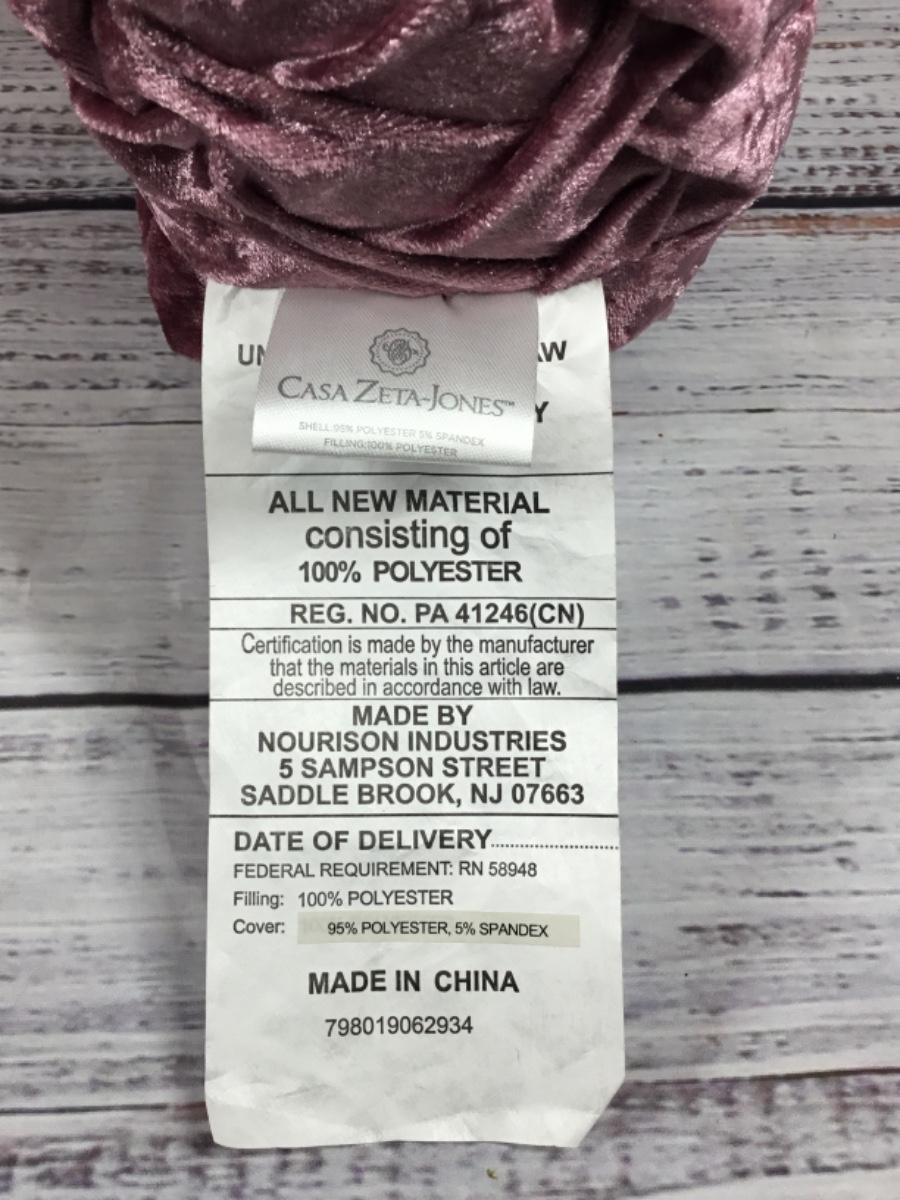 UN
AW
Y
CASA ZETA-JONES™
SHELL:95% POLYESTER 5% SPANDEX
FILLING:100% POLYESTER
ALL NEW MATERIAL
consisting of
100% POLYESTER
REG. NO. PA 41246(CN)
Certification is made by the manufacturer
that the materials in this article are
described in accordance with law.
MADE BY
NOURISON INDUSTRIES
5 SAMPSON STREET
SADDLE BROOK, NJ 07663
DATE OF DELIVERY............................
FEDERAL REQUIREMENT: RN 58948
Filling: 100% POLYESTER
Cover: 95% POLYESTER, 5% SPANDEX
MADE IN CHINA
798019062934